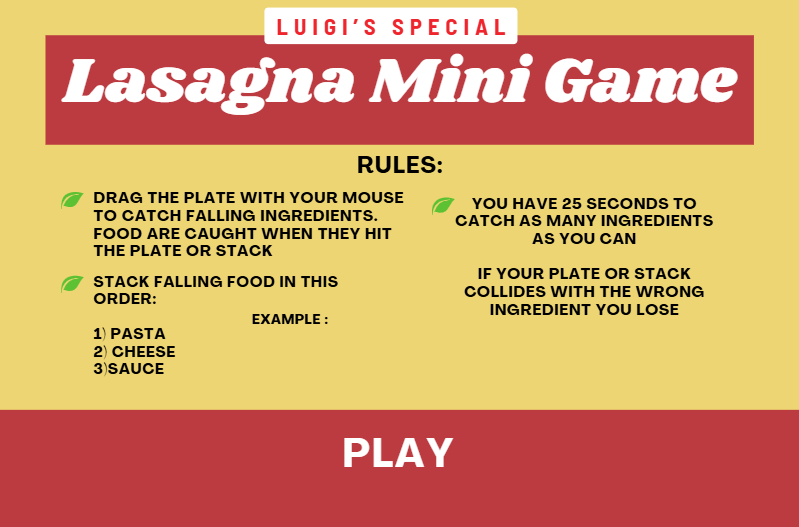 LUIGI'S SPECIAL
Lasagna Mini Game
RULES:
DRAG THE PLATE WITH YOUR MOUSE
TO CATCH FALLING INGREDIENTS.
FOOD ARE CAUGHT WHEN THEY HIT
THE PLATE OR STACK
STACK FALLING FOOD IN THIS
ORDER:
EXAMPLE :
1) PASTA
2) CHEESE
3)SAUCE
YOU HAVE 25 SECONDS TO
CATCH AS MANY INGREDIENTS
AS YOU CAN
IF YOUR PLATE OR STACK
COLLIDES WITH THE WRONG
INGREDIENT YOU LOSE
PLAY